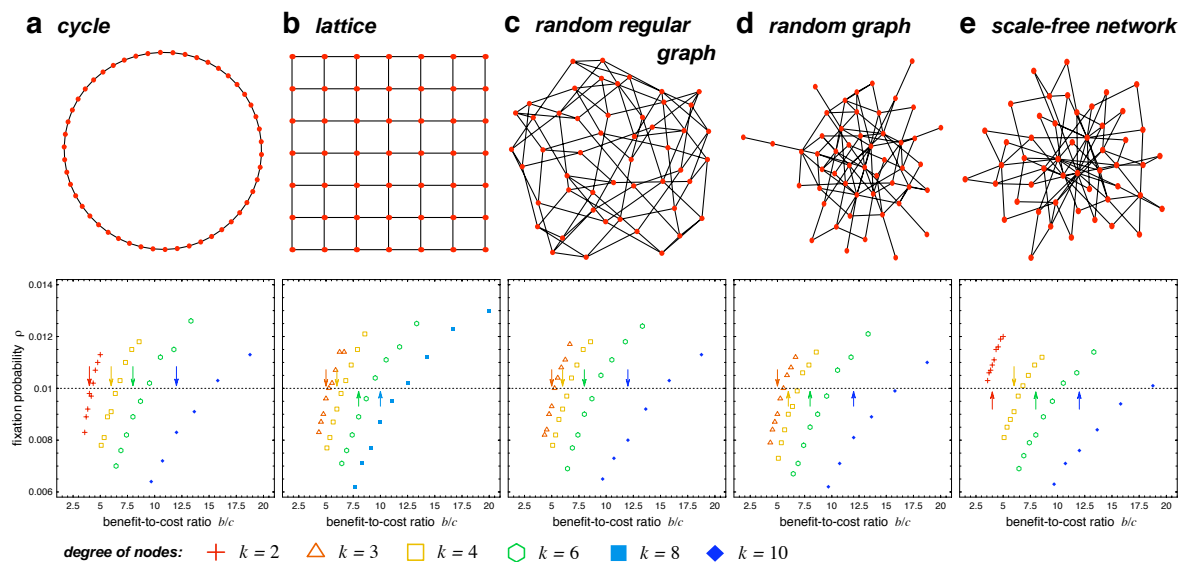 a cycle
b lattice
c random regular graph
d random graph
e scale-free network
fixation probability ρ
0.014
0.012
0.01
0.008
0.006
2.5 5 7.5 10 12.5 15 17.5 20
benefit-to-cost ratio b/c
2.5 5 7.5 10 12.5 15 17.5 20
benefit-to-cost ratio b/c
2.5 5 7.5 10 12.5 15 17.5 20
benefit-to-cost ratio b/c
2.5 5 7.5 10 12.5 15 17.5 20
benefit-to-cost ratio b/c
2.5 5 7.5 10 12.5 15 17.5 20
benefit-to-cost ratio b/c
degree of nodes: k = 2 k = 3 k = 4 k = 6 k = 8 k = 10